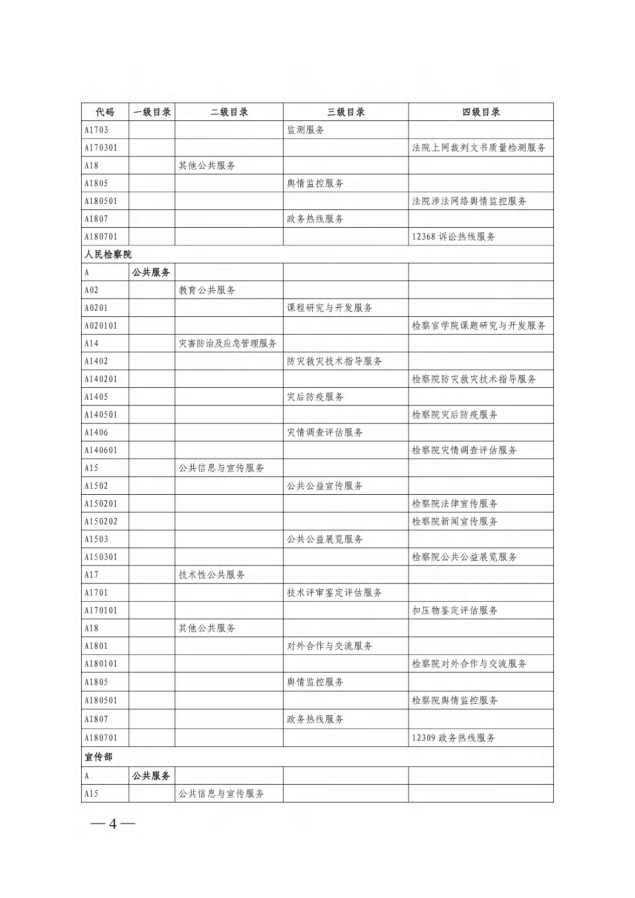 代码 一级目录 二级目录 三级目录 四级目录
A1703 监测服务
A170301 法院上网裁判文书质量检测服务
A18 其他公共服务
A1805 舆情监控服务
A180501 法院涉法网络舆情监控服务
A1807 政务热线服务
A180701 12368 诉讼热线服务
人民检察院
A 公共服务
A02 教育公共服务
A0201 课程研究与开发服务
A020101 检察官学院课题研究与开发服务
A14 灾害防治及应急管理服务
A1402 防灾救灾技术指导服务
A140201 检察院防灾救灾技术指导服务
A1405 灾后防疫服务
A140501 检察院灾后防疫服务
A1406 灾情调查评估服务
A140601 检察院灾情调查评估服务
A15 公共信息与宣传服务
A1502 公共公益宣传服务
A150201 检察院法律宣传服务
A150202 检察院新闻宣传服务
A1503 公共公益展览服务
A150301 检察院公共公益展览服务
A17 技术性公共服务
A1701 技术评审鉴定评估服务
A170101 扣压物鉴定评估服务
A18 其他公共服务
A1801 对外合作与交流服务
A180101 检察院对外合作与交流服务
A1805 舆情监控服务
A180501 检察院舆情监控服务
A1807 政务热线服务
A180701 12309 政务热线服务
宣传部
A 公共服务
A15 公共信息与宣传服务
— 4 —